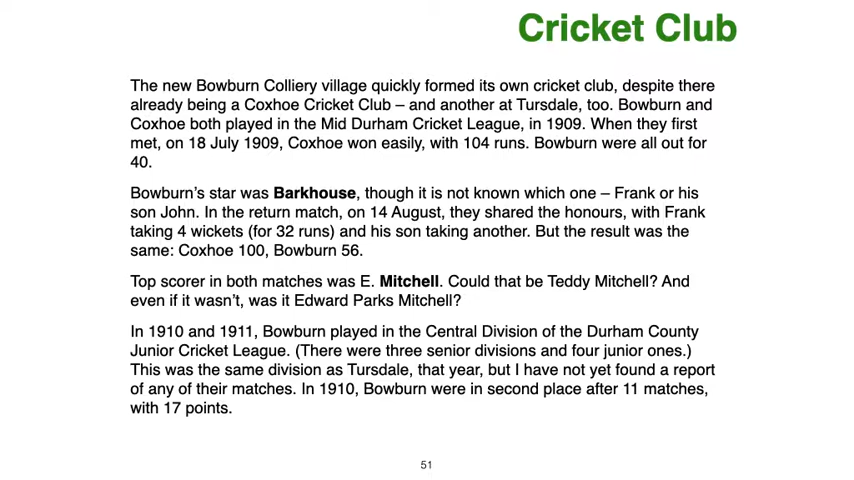 Cricket Club
The new Bowburn Colliery village quickly formed its own cricket club, despite there
already being a Coxhoe Cricket Club – and another at Tursdale, too. Bowburn and
Coxhoe both played in the Mid Durham Cricket League, in 1909. When they first
met, on 18 July 1909, Coxhoe won easily, with 104 runs. Bowburn were all out for
40.
Bowburn’s star was Barkhouse, though it is not known which one – Frank or his
son John. In the return match, on 14 August, they shared the honours, with Frank
taking 4 wickets (for 32 runs) and his son taking another. But the result was the
same: Coxhoe 100, Bowburn 56.
Top scorer in both matches was E. Mitchell. Could that be Teddy Mitchell? And
even if it wasn’t, was it Edward Parks Mitchell?
In 1910 and 1911, Bowburn played in the Central Division of the Durham County
Junior Cricket League. (There were three senior divisions and four junior ones.)
This was the same division as Tursdale, that year, but I have not yet found a report
of any of their matches. In 1910, Bowburn were in second place after 11 matches,
with 17 points.
51